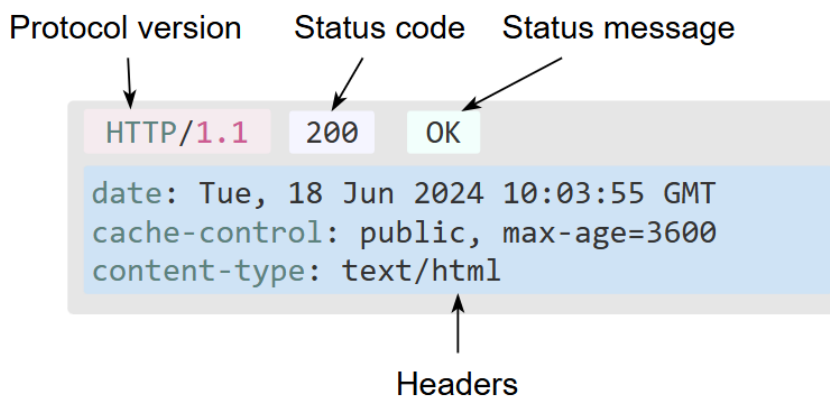 Protocol version Status code Status message
HTTP/1.1 200 OK
date: Tue, 18 Jun 2024 10:03:55 GMT
cache-control: public, max-age=3600
content-type: text/html
Headers